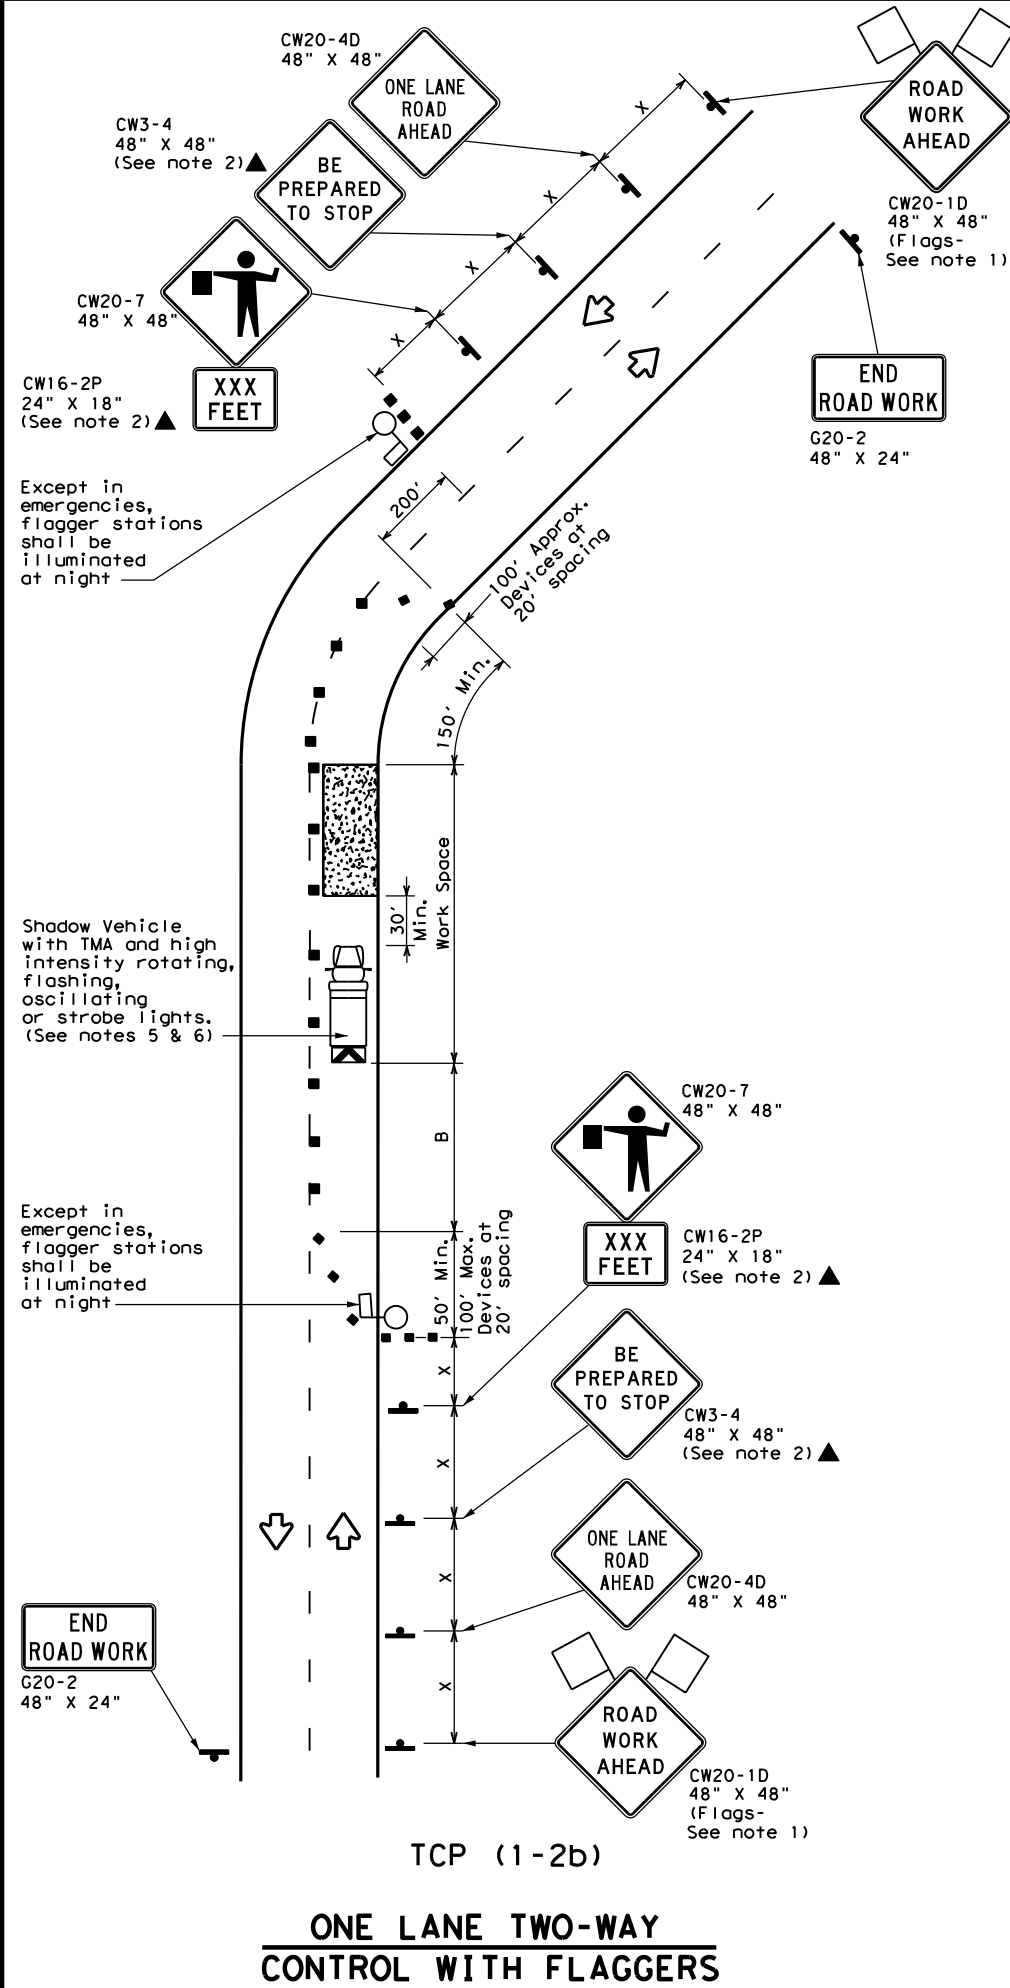 CW20-4D
48" X 48"
ONE LANE
ROAD
AHEAD
ROAD
WORK
AHEAD
CW20-1D
48" X 48"
(Flags-
See note 1)
X
CW3-4
48" X 48"
(See note 2)
BE
PREPARED
TO STOP
X
X
CW20-7
48" X 48"
X
CW16-2P
24" X 18"
(See note 2)
XXX
FEET
END
ROAD WORK
G20-2
48" X 24"
Except in
emergencies,
flagger stations
shall be
illuminated
at night
200'
100' Approx.
Devices at
20' spacing
150' Min.
Work Space
30'
Min.
Shadow Vehicle
with TMA and high
intensity rotating,
flashing,
oscillating
or strobe lights.
(See notes 5 & 6)
B
CW20-7
48" X 48"
Except in
emergencies,
flagger stations
shall be
illuminated
at night
50' Min.
100' Max.
Devices at
20' spacing
XXX
FEET
CW16-2P
24" X 18"
(See note 2)
X
BE
PREPARED
TO STOP
CW3-4
48" X 48"
(See note 2)
X
ONE LANE
ROAD
AHEAD
CW20-4D
48" X 48"
X
END
ROAD WORK
G20-2
48" X 24"
X
ROAD
WORK
AHEAD
CW20-1D
48" X 48"
(Flags-
See note 1)
TCP (1-2b)
ONE LANE TWO-WAY
CONTROL WITH FLAGGERS